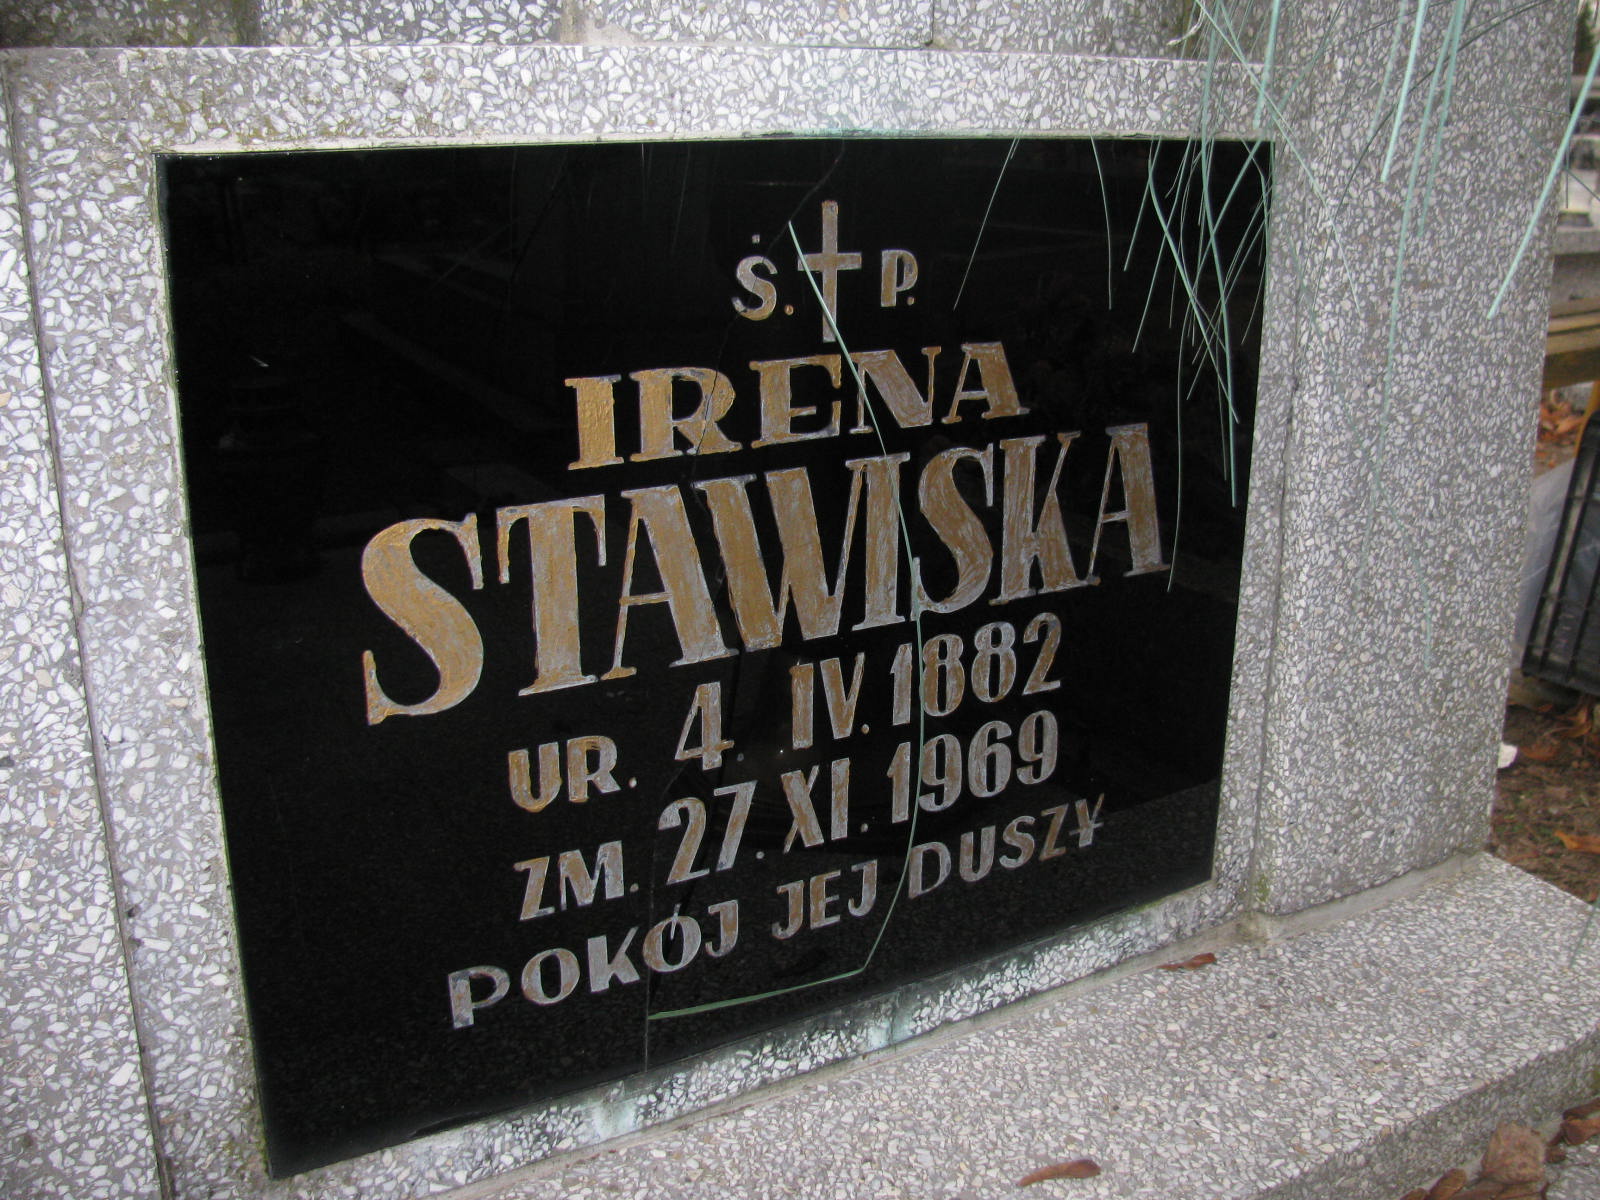 Ś. P.
IRENA
STAWISKA
UR. 4. IV. 1882
ZM. 27. XI. 1969
POKÓJ JEJ DUSZY